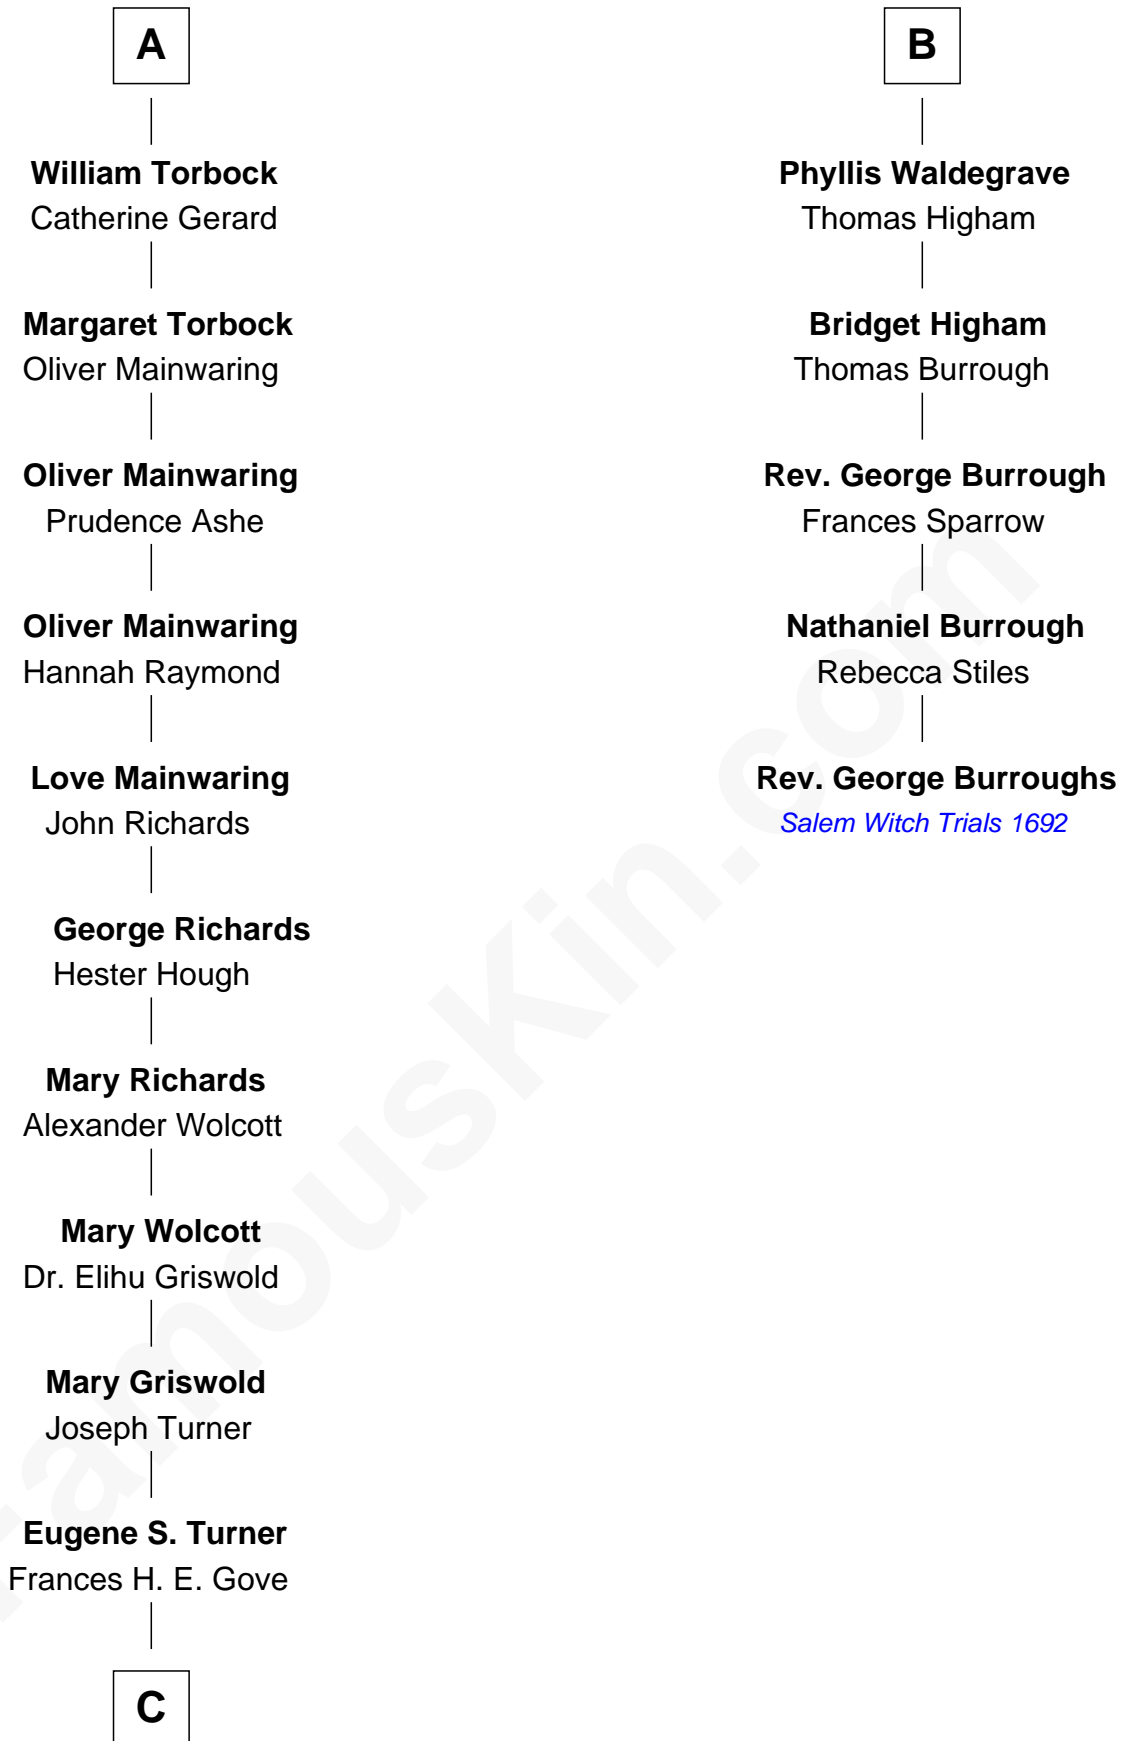 A
William Torbock
Catherine Gerard
Margaret Torbock
Oliver Mainwaring
Oliver Mainwaring
Prudence Ashe
Oliver Mainwaring
Hannah Raymond
Love Mainwaring
John Richards
George Richards
Hester Hough
Mary Richards
Alexander Wolcott
Mary Wolcott
Dr. Elihu Griswold
Mary Griswold
Joseph Turner
Eugene S. Turner
Frances H. E. Gove
C
B
Phyllis Waldegrave
Thomas Higham
Bridget Higham
Thomas Burrough
Rev. George Burrough
Frances Sparrow
Nathaniel Burrough
Rebecca Stiles
Rev. George Burroughs
Salem Witch Trials 1692
FamousKin.com